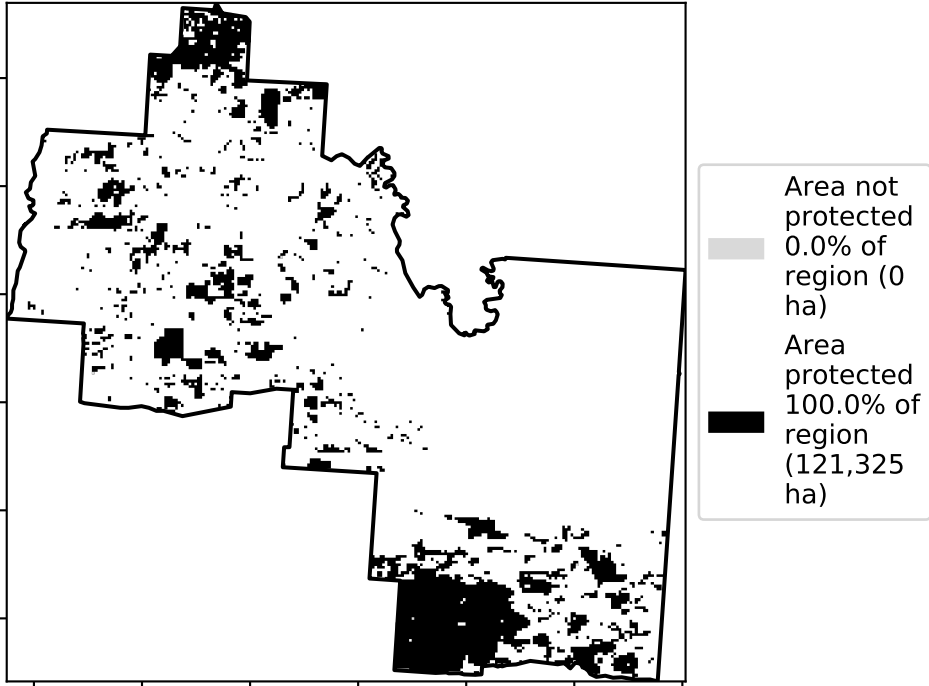 Area not
protected
0.0% of
region (0
ha)
Area
protected
100.0% of
region
(121,325
ha)